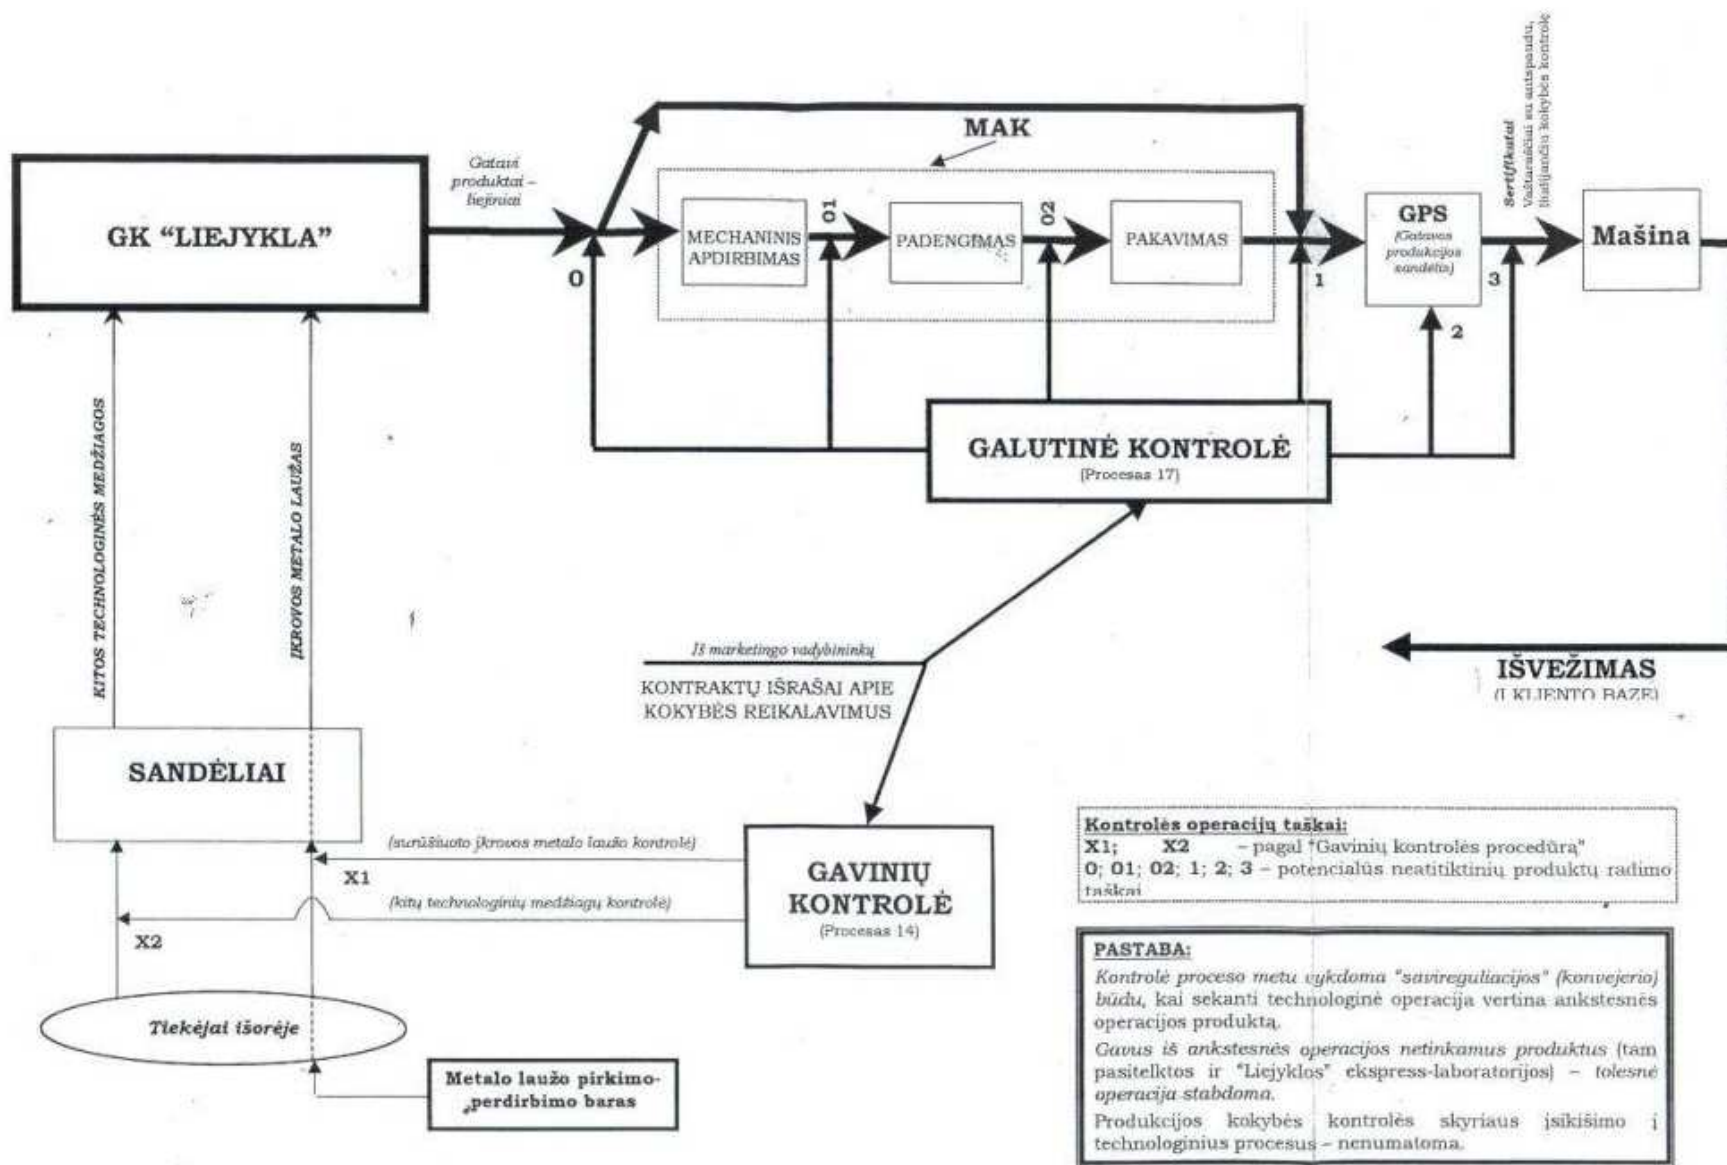 Sertifikatai
Važtaraščiai su antspaudu,
liudijančiu kokybės kontrolę
MAK
Gatavi
produktai –
liejiniai
GK "LIEJYKLA"
01
02
MECHANINIS
APDIRBIMAS
PADENGIMAS
PAKAVIMAS
GPS
(Gatavos
produkcijos
sandėlis)
Mašina
0
1
3
2
GALUTINĖ KONTROLĖ
(Procesas 17)
KITOS TECHNOLOGINĖS MEDŽIAGOS
ĮKROVOS METALO LAUŽAS
Iš marketingo vadybininkų
KONTRAKTŲ IŠRAŠAI APIE
KOKYBĖS REIKALAVIMUS
IŠVEŽIMAS
(Į KLIENTO BAZĘ)
SANDĖLIAI
(surūšiuoto įkrovos metalo laužo kontrolė)
X1
(kitų technologinių medžiagų kontrolė)
X2
GAVINIŲ
KONTROLĖ
(Procesas 14)
Tiekėjai išorėje
Metalo laužo pirkimo-
perdirbimo baras
Kontrolės operacijų taškai:
X1; X2 – pagal "Gavinių kontrolės procedūrą"
0; 01; 02; 1; 2; 3 – potencialūs neatitiktinių produktų radimo
taškai
PASTABA:
Kontrolė proceso metu vykdoma "savireguliacijos" (konvejerio)
būdu, kai sekanti technologinė operacija vertina ankstesnės
operacijos produktą.
Gavus iš ankstesnės operacijos netinkamus produktus (tam
pasitelktos ir "Liejyklos" ekspress-laboratorijos) – tolesnė
operacija stabdoma.
Produkcijos kokybės kontrolės skyriaus įsikišimo į
technologinius procesus – nenumatoma.